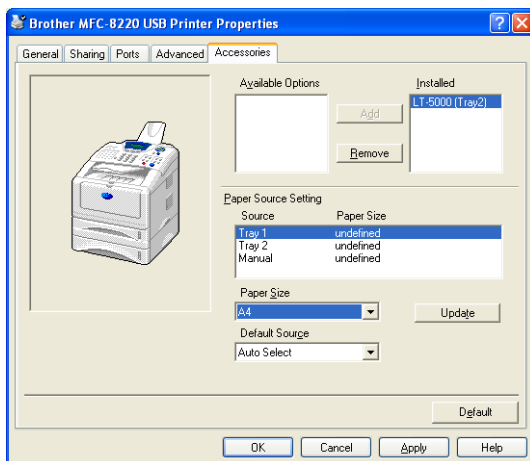 Brother MFC-8220 USB Printer Properties
General Sharing Ports Advanced Accessories
Available Options Installed
LT-5000 (Tray2)
Add
Remove
Paper Source Setting
Source Paper Size
Tray 1 undefined
Tray 2 undefined
Manual undefined
Paper Size
A4 Update
Default Source
Auto Select
Default
OK Cancel Apply Help